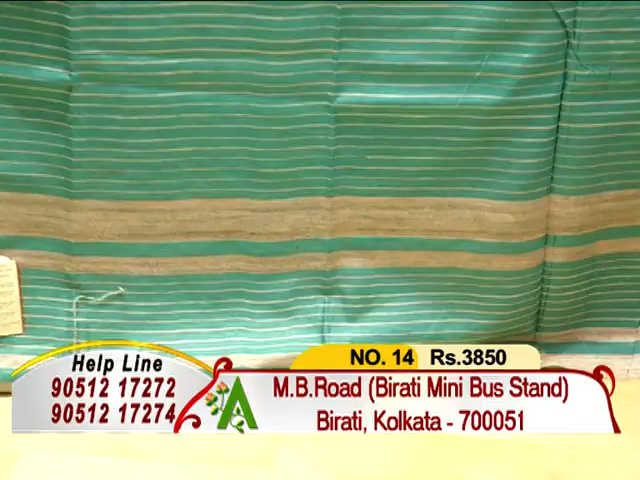 NO. 14 Rs.3850
Help Line
90512 17272
90512 17274
M.B.Road (Birati Mini Bus Stand)
Birati, Kolkata - 700051
A